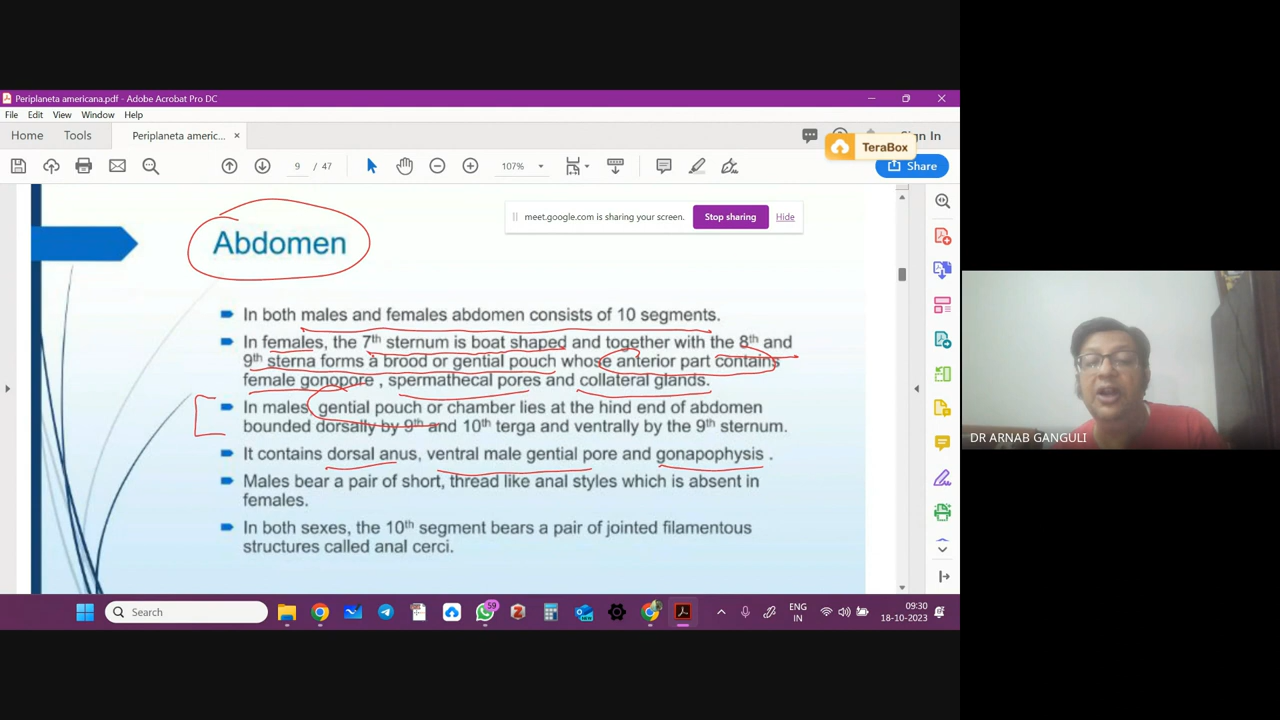 Periplaneta americana.pdf - Adobe Acrobat Pro DC
File Edit View Window Help
Home Tools Periplaneta americ... × Sign In
TeraBox
9 / 47 107% Share
meet.google.com is sharing your screen. Stop sharing Hide
Abdomen
In both males and females abdomen consists of 10 segments.
In females, the 7th sternum is boat shaped and together with the 8th and
9th sterna forms a brood or gential pouch whose anterior part contains
female gonopore , spermathecal pores and collateral glands.
In males, gential pouch or chamber lies at the hind end of abdomen
bounded dorsally by 9th and 10th terga and ventrally by the 9th sternum.
It contains dorsal anus, ventral male gential pore and gonapophysis .
Males bear a pair of short, thread like anal styles which is absent in
females.
In both sexes, the 10th segment bears a pair of jointed filamentous
structures called anal cerci.
DR ARNAB GANGULI
Search
59
ENG
IN
09:30
18-10-2023